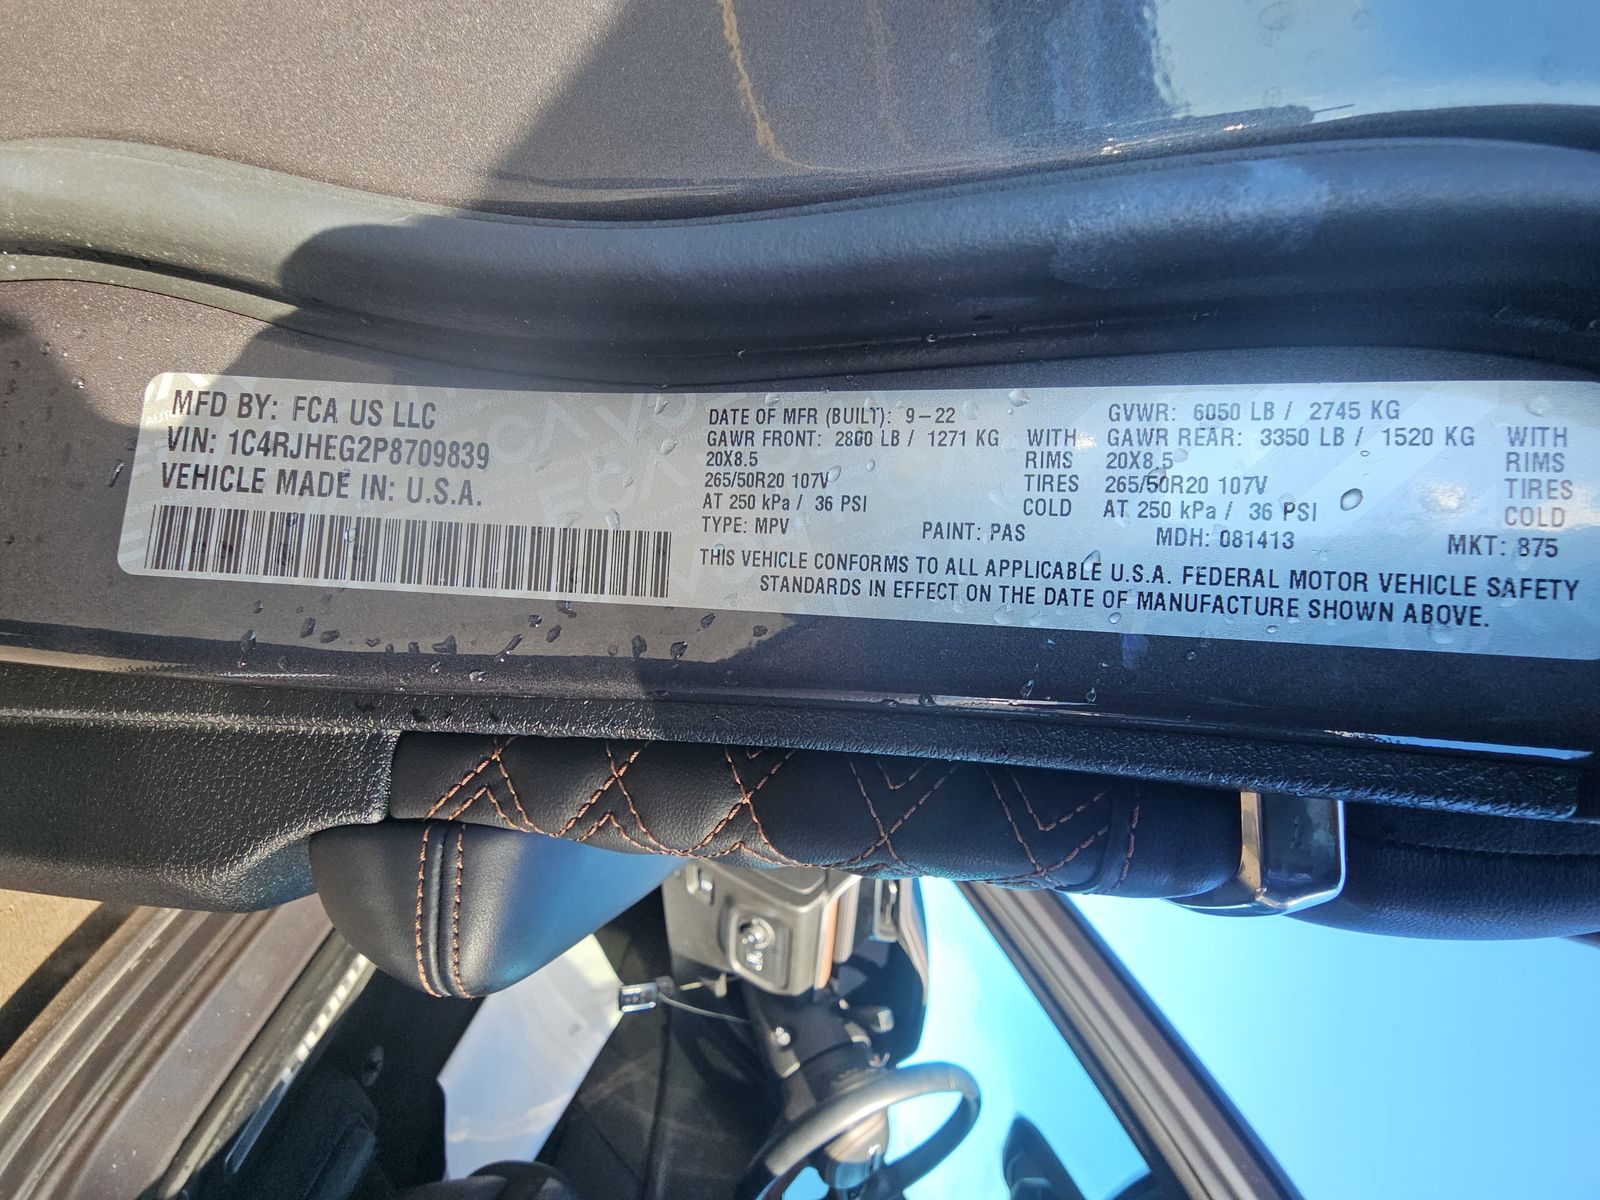 MFD BY: FCA US LLC
VIN: 1C4RJHEG2P8709839
VEHICLE MADE IN: U.S.A.
DATE OF MFR (BUILT): 9-22 GVWR: 6050 LB / 2745 KG
GAWR FRONT: 2800 LB / 1271 KG WITH GAWR REAR: 3350 LB / 1520 KG WITH
20X8.5 RIMS 20X8.5 RIMS
265/50R20 107V TIRES 265/50R20 107V TIRES
AT 250 kPa / 36 PSI COLD AT 250 kPa / 36 PSI COLD
TYPE: MPV PAINT: PAS MDH: 081413 MKT: 875
THIS VEHICLE CONFORMS TO ALL APPLICABLE U.S.A. FEDERAL MOTOR VEHICLE SAFETY
STANDARDS IN EFFECT ON THE DATE OF MANUFACTURE SHOWN ABOVE.